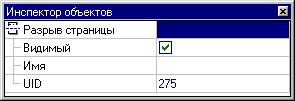 Инспектор объектов
Разрыв страницы
Видимый
Имя
UID 275